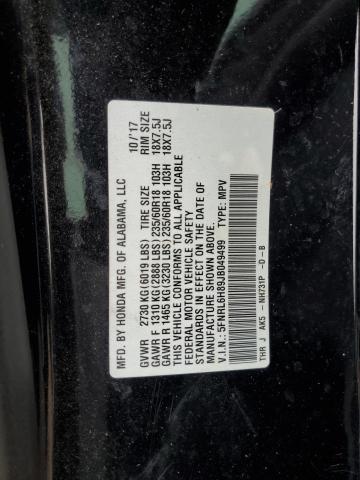 MFD. BY HONDA MFG. OF ALABAMA, LLC 10/'17
GVWR 2730 KG(6019 LBS) TIRE SIZE RIM SIZE
GAWR F 1310 KG(2888 LBS) 235/60R18 103H 18X7.5J
GAWR R 1465 KG(3230 LBS) 235/60R18 103H 18X7.5J
THIS VEHICLE CONFORMS TO ALL APPLICABLE
FEDERAL MOTOR VEHICLE SAFETY
STANDARDS IN EFFECT ON THE DATE OF
MANUFACTURE SHOWN ABOVE.
V.I.N.: 5FNRL6H89JB049499 TYPE: MPV
THR J AK5 - NH731P -D-B